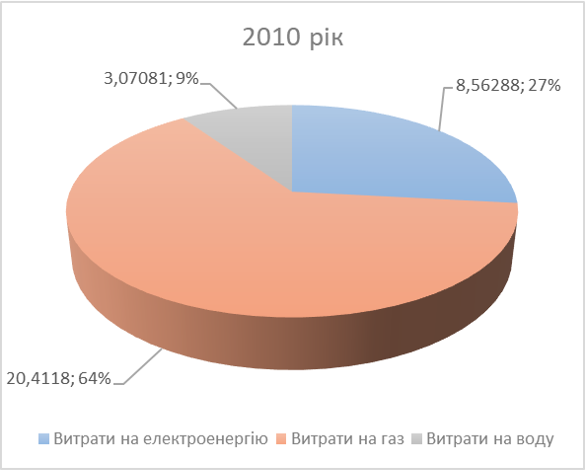 2010 рік
3,07081; 9%
8,56288; 27%
20,4118; 64%
Витрати на електроенергію Витрати на газ Витрати на воду